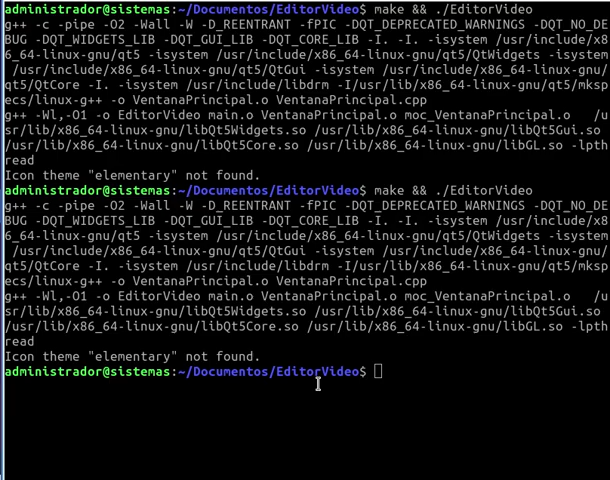 administrador@sistemas:~/Documentos/EditorVideo$ make && ./EditorVideo
g++ -c -pipe -O2 -Wall -W -D_REENTRANT -fPIC -DQT_DEPRECATED_WARNINGS -DQT_NO_DE
BUG -DQT_WIDGETS_LIB -DQT_GUI_LIB -DQT_CORE_LIB -I. -I. -isystem /usr/include/x8
6_64-linux-gnu/qt5 -isystem /usr/include/x86_64-linux-gnu/qt5/QtWidgets -isystem
 /usr/include/x86_64-linux-gnu/qt5/QtGui -isystem /usr/include/x86_64-linux-gnu/
qt5/QtCore -I. -isystem /usr/include/libdrm -I/usr/lib/x86_64-linux-gnu/qt5/mksp
ecs/linux-g++ -o VentanaPrincipal.o VentanaPrincipal.cpp
g++ -Wl,-O1 -o EditorVideo main.o VentanaPrincipal.o moc_VentanaPrincipal.o   /u
sr/lib/x86_64-linux-gnu/libQt5Widgets.so /usr/lib/x86_64-linux-gnu/libQt5Gui.so
/usr/lib/x86_64-linux-gnu/libQt5Core.so /usr/lib/x86_64-linux-gnu/libGL.so -lpth
read
Icon theme "elementary" not found.
administrador@sistemas:~/Documentos/EditorVideo$ make && ./EditorVideo
g++ -c -pipe -O2 -Wall -W -D_REENTRANT -fPIC -DQT_DEPRECATED_WARNINGS -DQT_NO_DE
BUG -DQT_WIDGETS_LIB -DQT_GUI_LIB -DQT_CORE_LIB -I. -I. -isystem /usr/include/x8
6_64-linux-gnu/qt5 -isystem /usr/include/x86_64-linux-gnu/qt5/QtWidgets -isystem
 /usr/include/x86_64-linux-gnu/qt5/QtGui -isystem /usr/include/x86_64-linux-gnu/
qt5/QtCore -I. -isystem /usr/include/libdrm -I/usr/lib/x86_64-linux-gnu/qt5/mksp
ecs/linux-g++ -o VentanaPrincipal.o VentanaPrincipal.cpp
g++ -Wl,-O1 -o EditorVideo main.o VentanaPrincipal.o moc_VentanaPrincipal.o   /u
sr/lib/x86_64-linux-gnu/libQt5Widgets.so /usr/lib/x86_64-linux-gnu/libQt5Gui.so
/usr/lib/x86_64-linux-gnu/libQt5Core.so /usr/lib/x86_64-linux-gnu/libGL.so -lpth
read
Icon theme "elementary" not found.
administrador@sistemas:~/Documentos/EditorVideo$